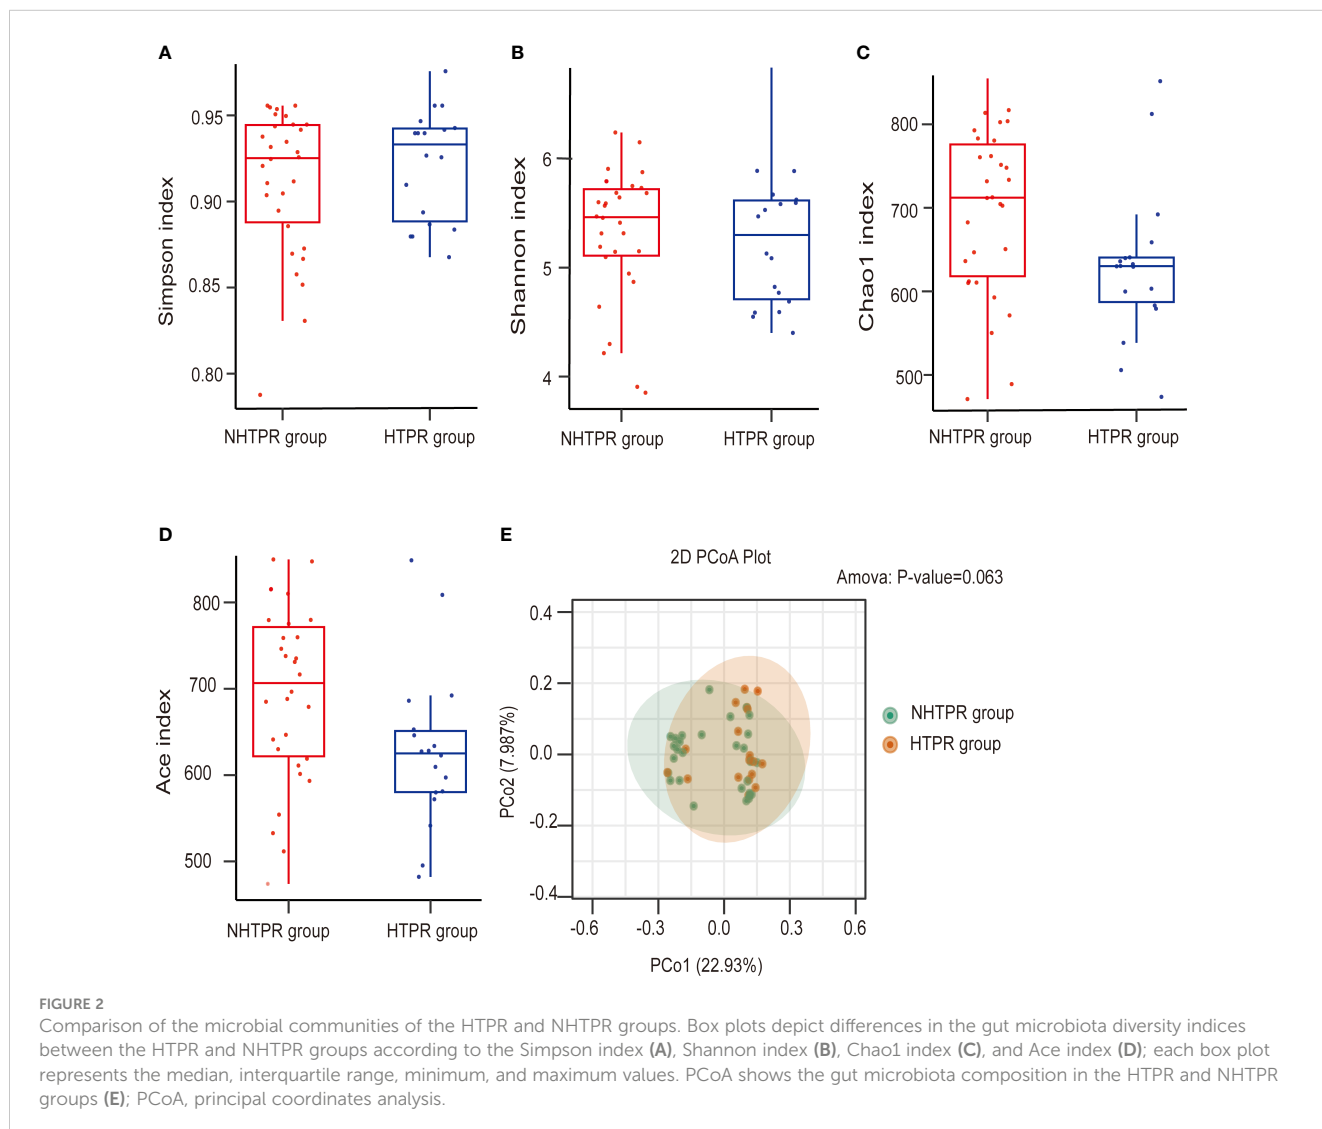 A
Simpson index
0.95
0.90
0.85
0.80
NHTPR group
HTPR group
B
Shannon index
6
5
4
NHTPR group
HTPR group
C
Chao1 index
800
700
600
500
NHTPR group
HTPR group
D
Ace index
800
700
600
500
NHTPR group
HTPR group
E
2D PCoA Plot
Amova: P-value=0.063
PCo2 (7.987%)
0.4
0.2
0.0
-0.2
-0.4
-0.6
-0.3
0.0
0.3
0.6
PCo1 (22.93%)
NHTPR group
HTPR group
FIGURE 2
Comparison of the microbial communities of the HTPR and NHTPR groups. Box plots depict differences in the gut microbiota diversity indices
between the HTPR and NHTPR groups according to the Simpson index (A), Shannon index (B), Chao1 index (C), and Ace index (D); each box plot
represents the median, interquartile range, minimum, and maximum values. PCoA shows the gut microbiota composition in the HTPR and NHTPR
groups (E); PCoA, principal coordinates analysis.